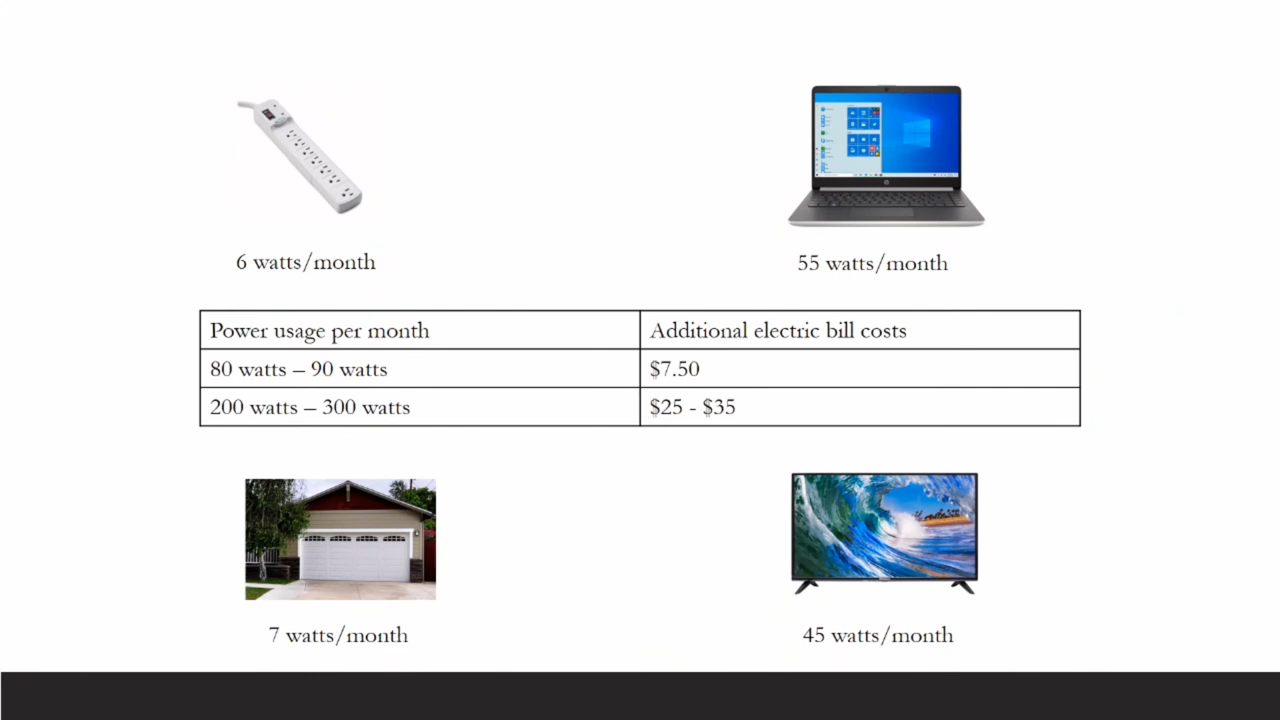 6 watts/month
55 watts/month
Power usage per month
Additional electric bill costs
80 watts – 90 watts
$7.50
200 watts – 300 watts
$25 - $35
7 watts/month
45 watts/month